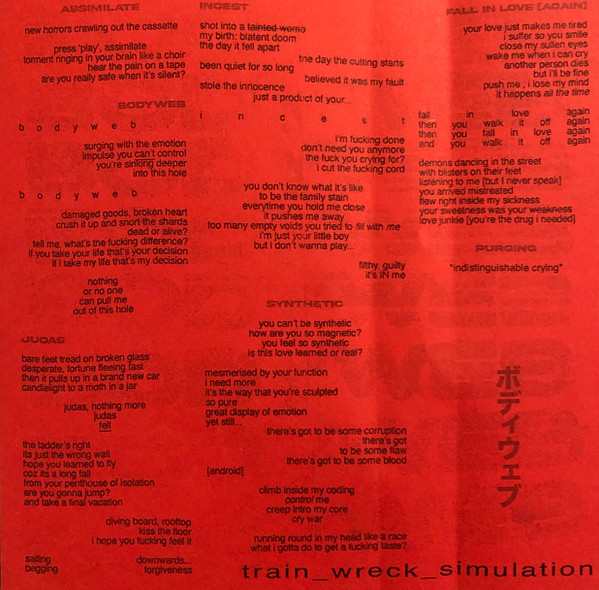 ASSIMILATE
new horrors crawling out the cassette
press 'play', assimilate
torment ringing in your brain like a choir
hear the pain on a tape
are you really safe when it's silent?
BODYWEB
b o d y w e b . . .
surging with the emotion
impulse you can't control
you're sinking deeper
into this hole
b o d y w e b
damaged goods, broken heart
crush it up and snort the shards
dead or alive?
tell me, what's the fucking difference?
if you take your life that's your decision
if i take my life that's my decision
nothing
or no one
can pull me
out of this hole
JUDAS
bare feet tread on broken glass
desperate, fortune fleeing fast
then it pulls up in a brand new car
candlelight to a moth in a jar
judas, nothing more
judas
fell
the ladder's right
its just the wrong wall
hope you learned to fly
coz its a long fall
from your penthouse of isolation
are you gonna jump?
and take a final vacation
diving board, rooftop
kiss the floor
i hope you fucking feel it
sailing downwards...
begging forgiveness
INCEST
shot into a tainted womb
my birth: blatent doom
the day it fell apart
the day the cutting starts
been quiet for so long
believed it was my fault
stole the innocence
just a product of your...
i n c e s t
i'm fucking done
don't need you anymore
the fuck you crying for?
i cut the fucking cord
you don't know what it's like
to be the family stain
everytime you hold me close
it pushes me away
too many empty voids you tried to fill with me
i'm just your little boy
but i don't wanna play...
filthy, guilty
it's IN me
SYNTHETIC
you can't be synthetic
how are you so magnetic?
you feel so synthetic
is this love learned or real?
mesmerised by your function
i need more
it's the way that you're sculpted
so pure
great display of emotion
yet still...
there's got to be some corruption
there's got
to be some flaw
there's got to be some blood
[android]
climb inside my coding
control me
creep into my core
cry war
running round in my head like a race
what i gotta do to get a fucking taste?
FALL IN LOVE [AGAIN]
your love just makes me tired
i suffer so you smile
close my sullen eyes
wake me when i can cry
another person dies
but i'll be fine
push me , i lose my mind
it happens all the time
fall in love again
then you walk it off again
then you fall in love again
and you walk it off again
demons dancing in the street
with blisters on their feet
listening to me [but i never speak]
you arrived mistreated
flew right inside my sickness
your sweetness was your weakness
love junkie [you're the drug i needed]
PURGING
*indistinguishable crying*
ボディウェブ
train_wreck_simulation